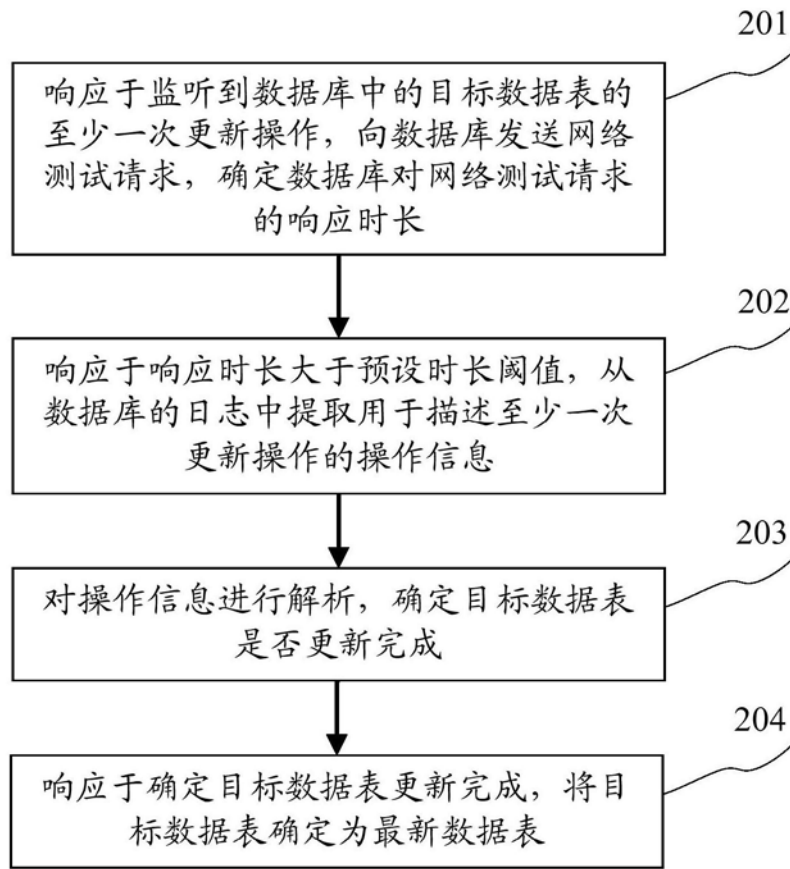 201
响应于监听到数据库中的目标数据表的
至少一次更新操作，向数据库发送网络
测试请求，确定数据库对网络测试请求
的响应时长
202
响应于响应时长大于预设时长阈值，从
数据库的日志中提取用于描述至少一次
更新操作的操作信息
203
对操作信息进行解析，确定目标数据表
是否更新完成
204
响应于确定目标数据表更新完成，将目
标数据表确定为最新数据表